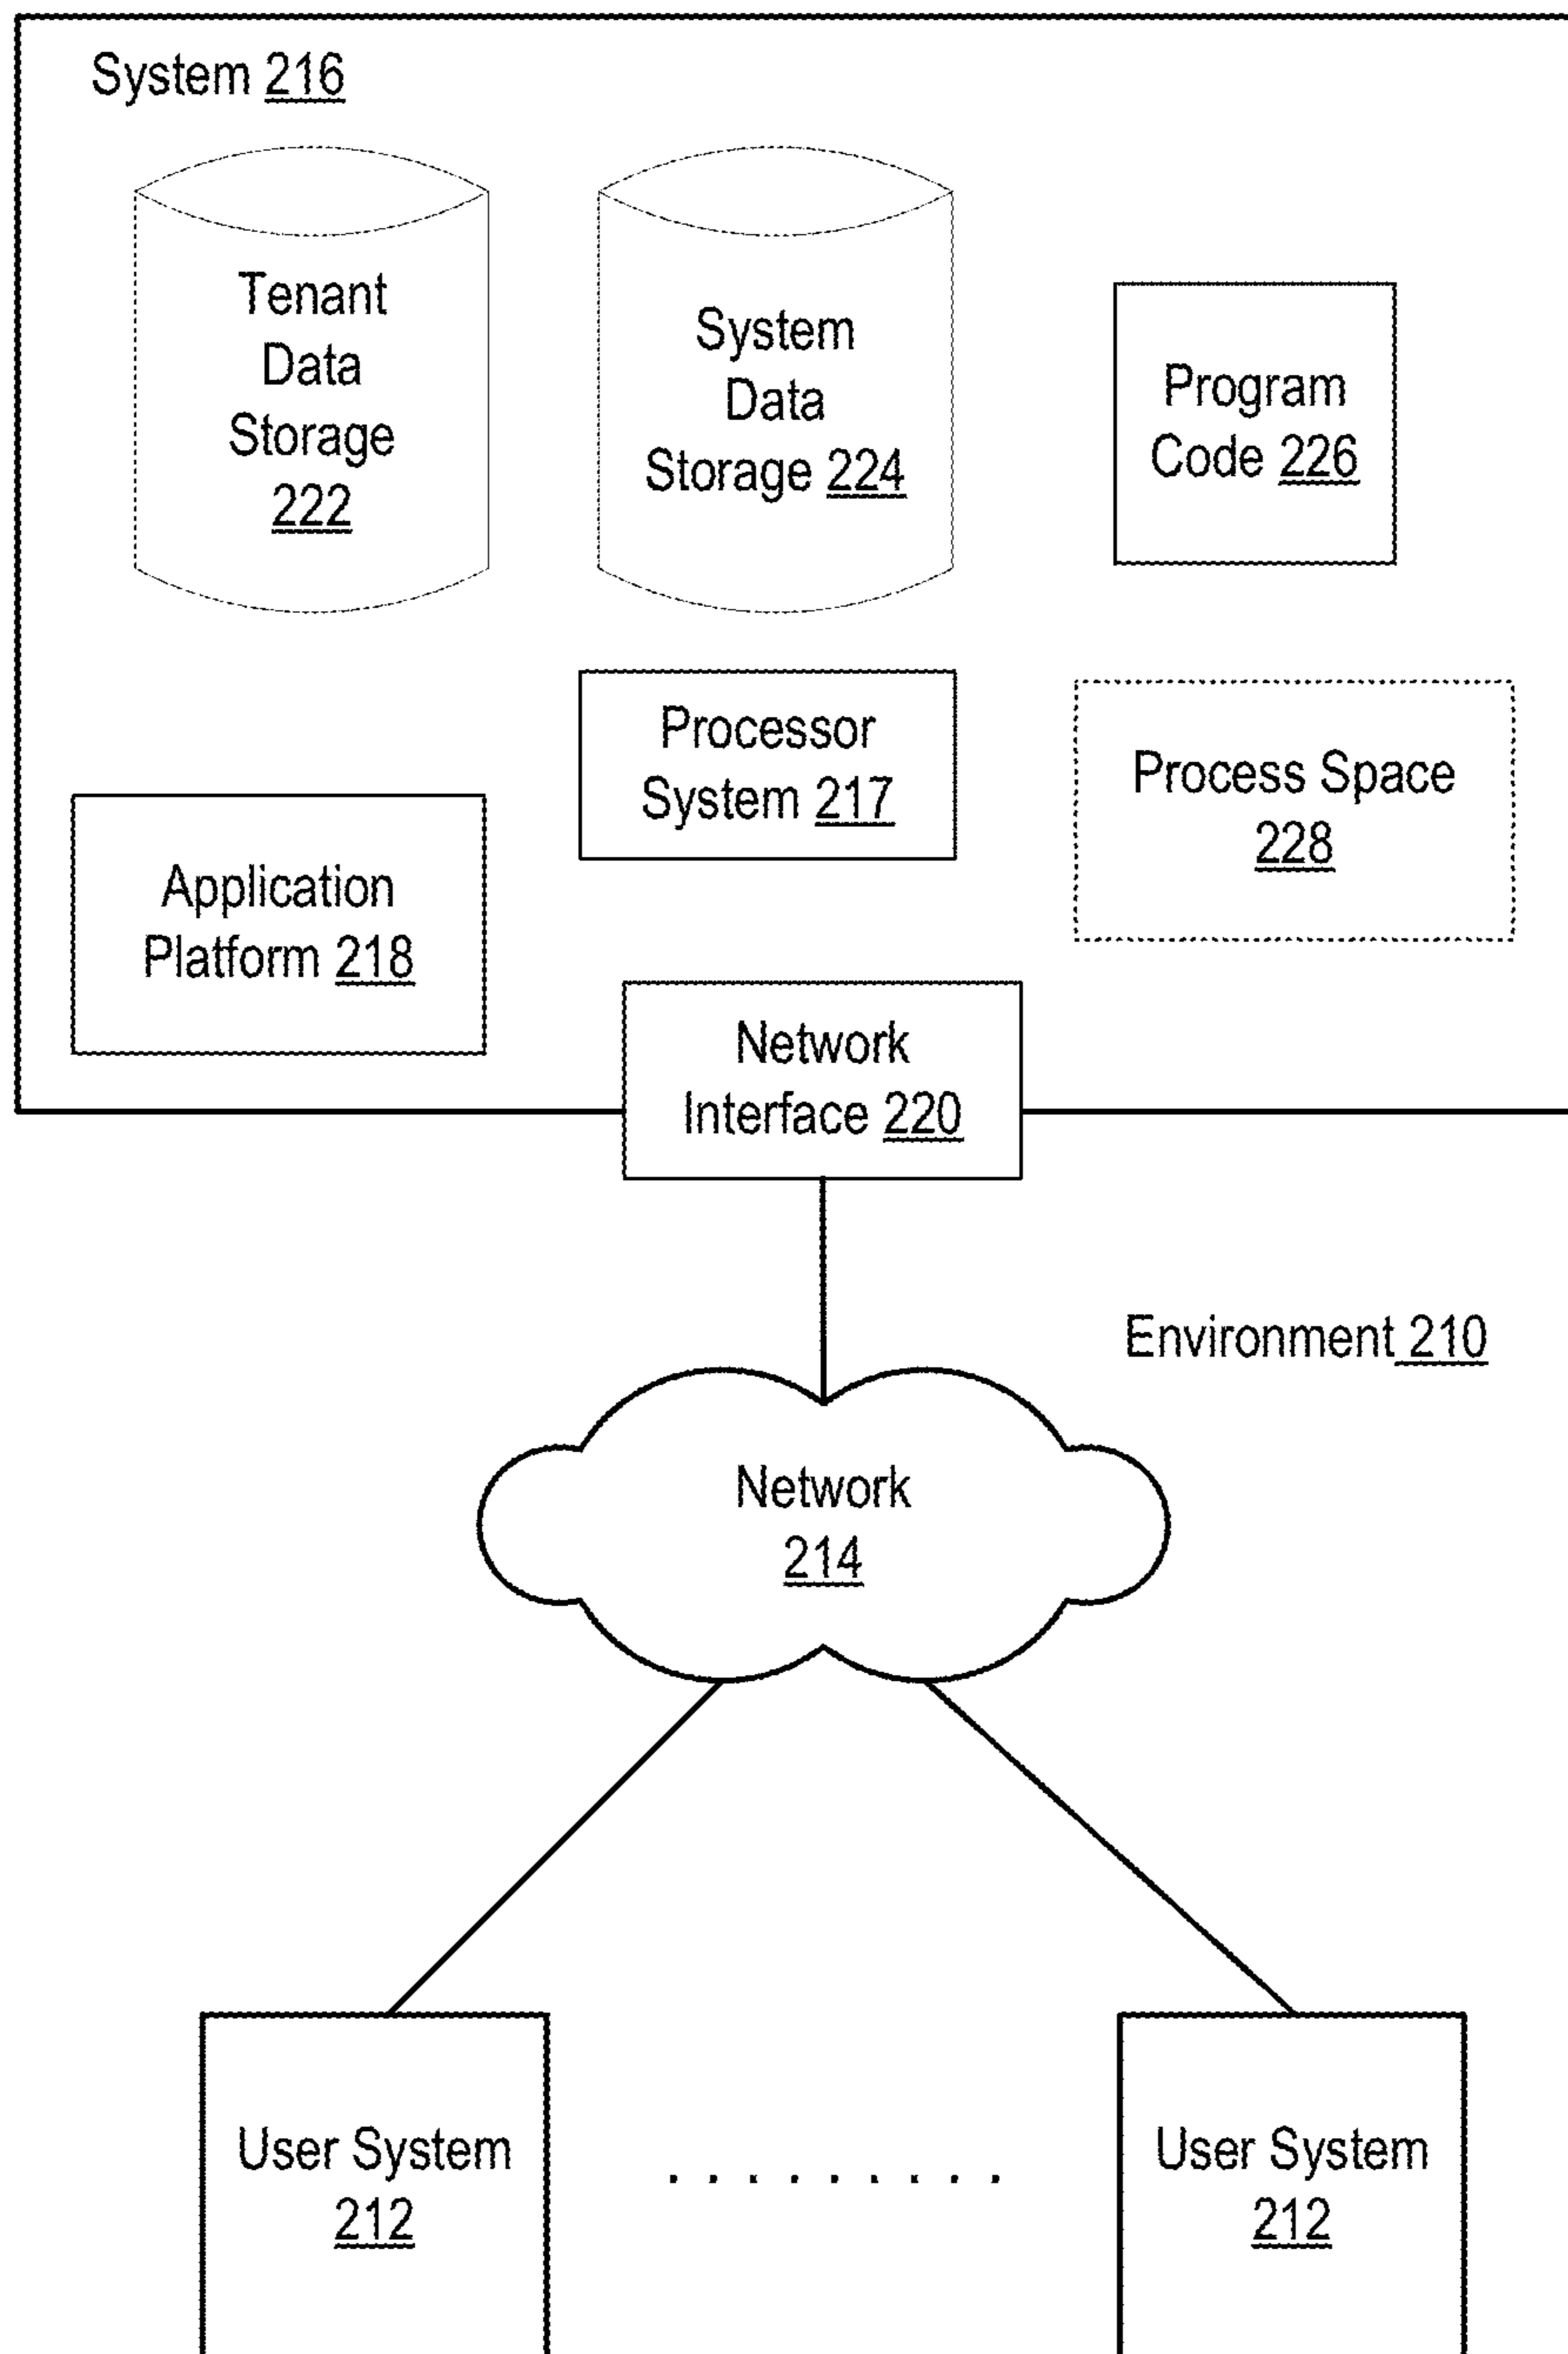 System 216
Tenant
Data
Storage
222
System
Data
Storage 224
Program
Code 226
Processor
System 217
Process Space
228
Application
Platform 218
Network
Interface 220
Environment 210
Network
214
User System
212
User System
212